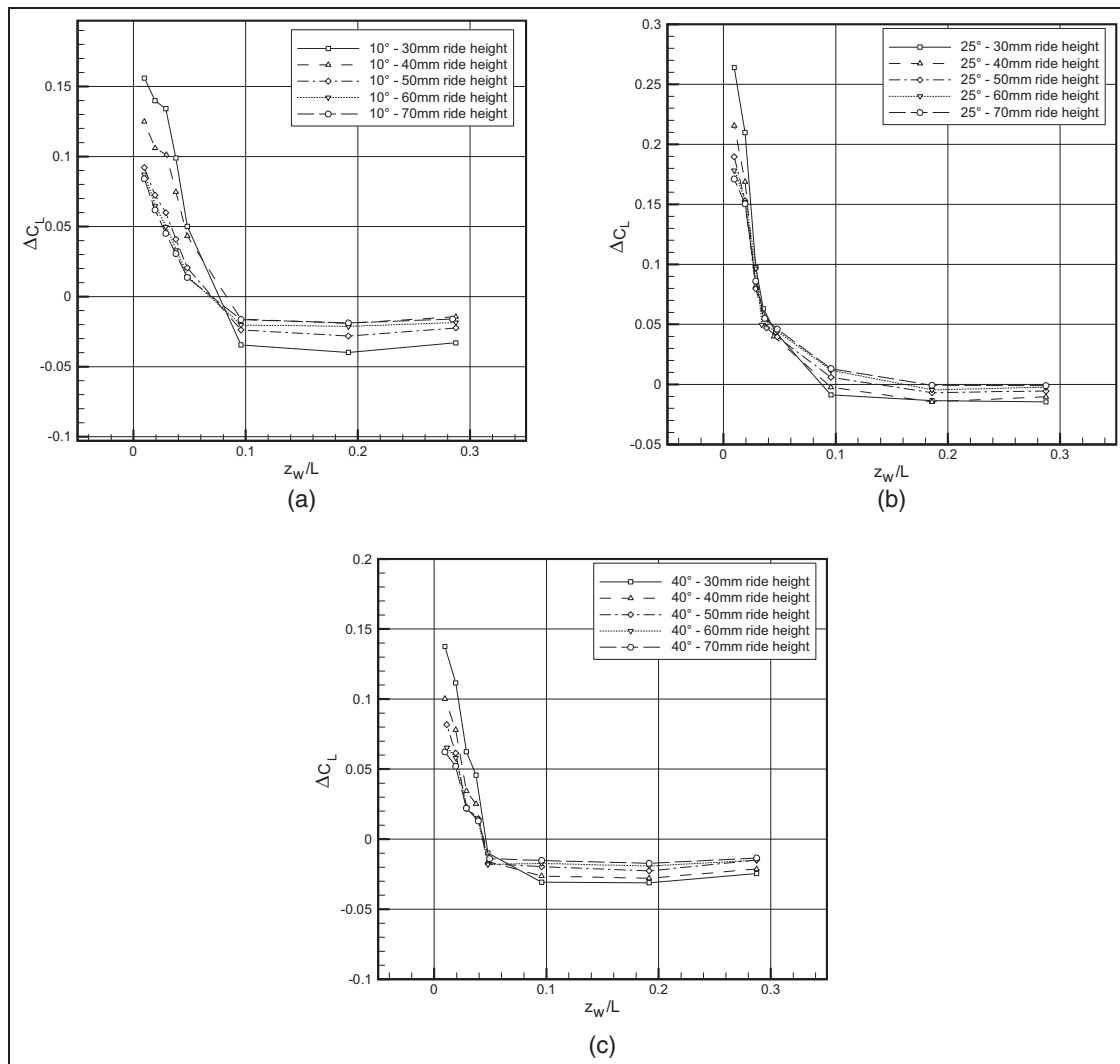 0.15
0.1
0.05
0
-0.05
-0.1
ΔC_L
0
0.1
0.2
0.3
z_w/L
10° - 30mm ride height
10° - 40mm ride height
10° - 50mm ride height
10° - 60mm ride height
10° - 70mm ride height
(a)
0.3
0.25
0.2
0.15
0.1
0.05
0
-0.05
ΔC_L
0
0.1
0.2
0.3
z_w/L
25° - 30mm ride height
25° - 40mm ride height
25° - 50mm ride height
25° - 60mm ride height
25° - 70mm ride height
(b)
0.2
0.15
0.1
0.05
0
-0.05
-0.1
ΔC_L
0
0.1
0.2
0.3
z_w/L
40° - 30mm ride height
40° - 40mm ride height
40° - 50mm ride height
40° - 60mm ride height
40° - 70mm ride height
(c)